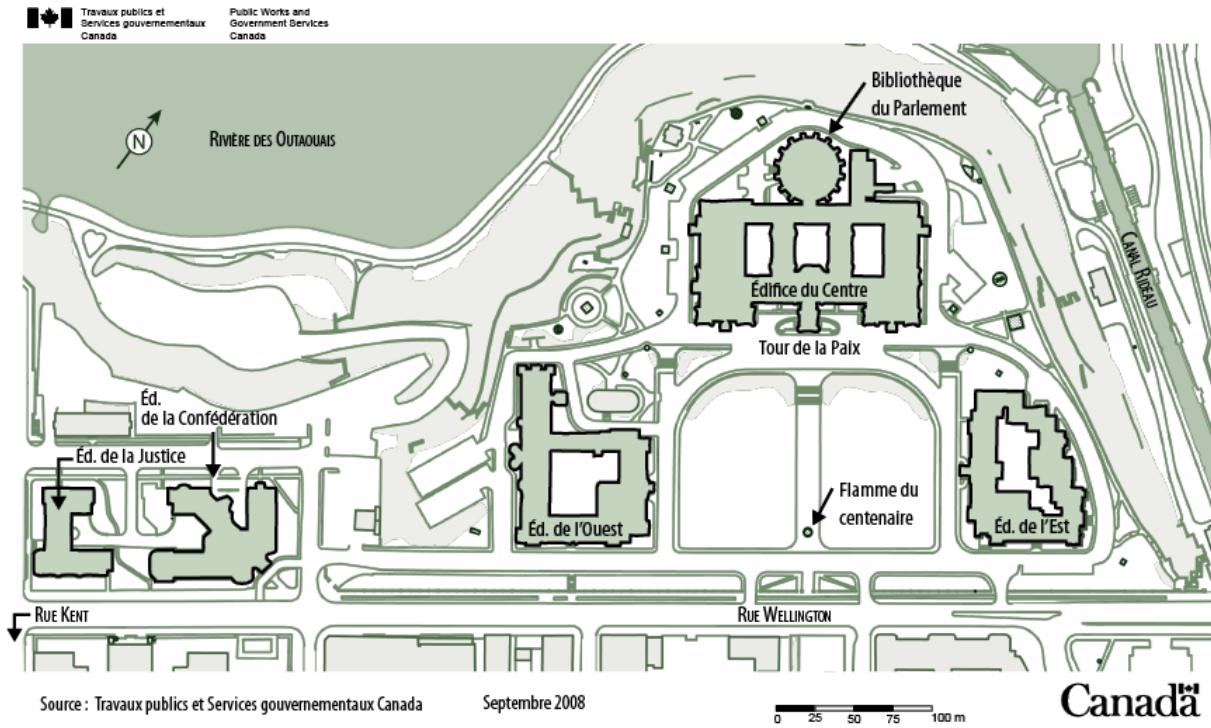 Travaux publics et
Services gouvernementaux
Canada
Public Works and
Government Services
Canada
Bibliothèque
du Parlement
N
RIVIÈRE DES OUTAOUAIS
CANAL RIDEAU
Édifice du Centre
Tour de la Paix
Éd.
de la Confédération
Éd. de la Justice
Flamme du
centenaire
Éd. de l'Ouest
Éd. de l'Est
RUE KENT
RUE WELLINGTON
Source : Travaux publics et Services gouvernementaux Canada
Septembre 2008
0 25 50 75 100 m
Canada